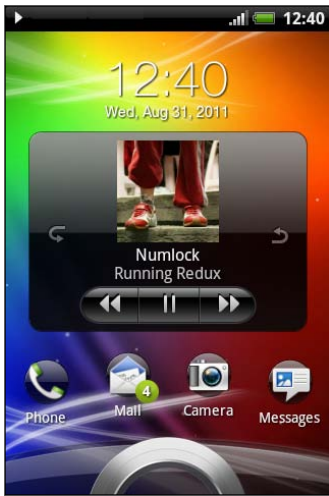 12:40
12:40
Wed, Aug 31, 2011
Numlock
Running Redux
4
Phone
Mail
Camera
Messages